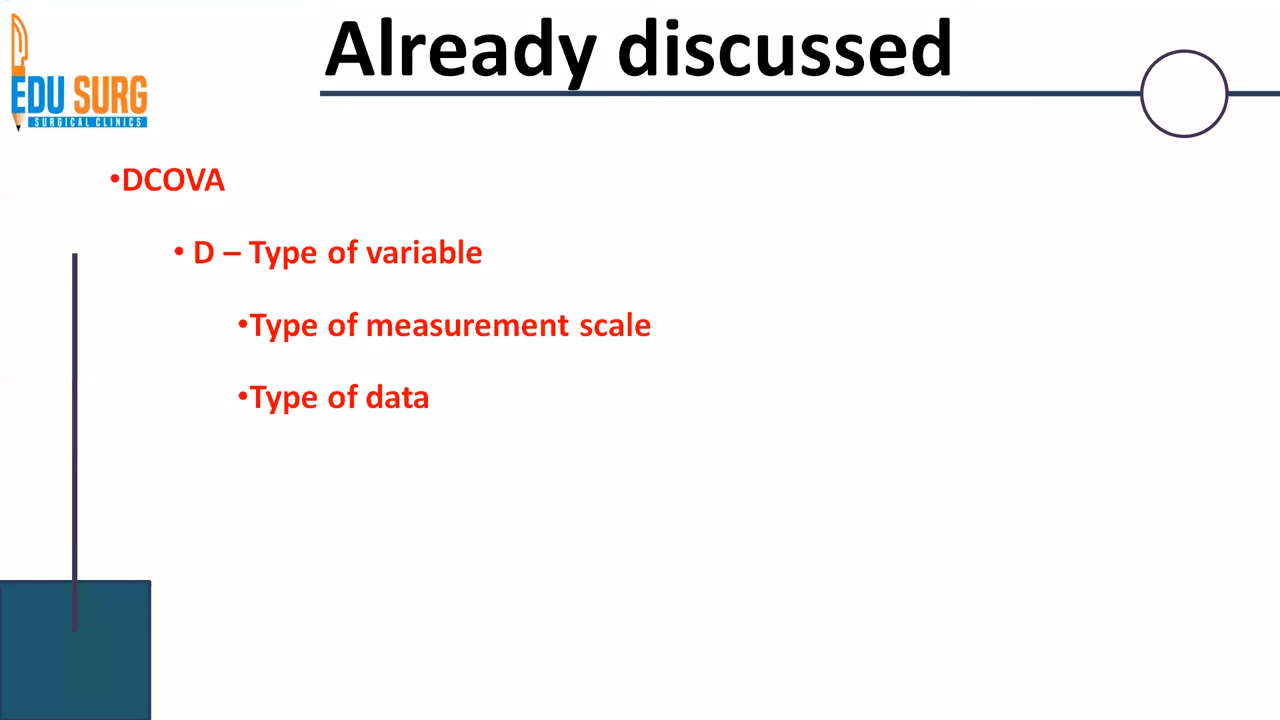 Already discussed
EDU SURG
SURGICAL CLINICS
•DCOVA
• D – Type of variable
•Type of measurement scale
•Type of data